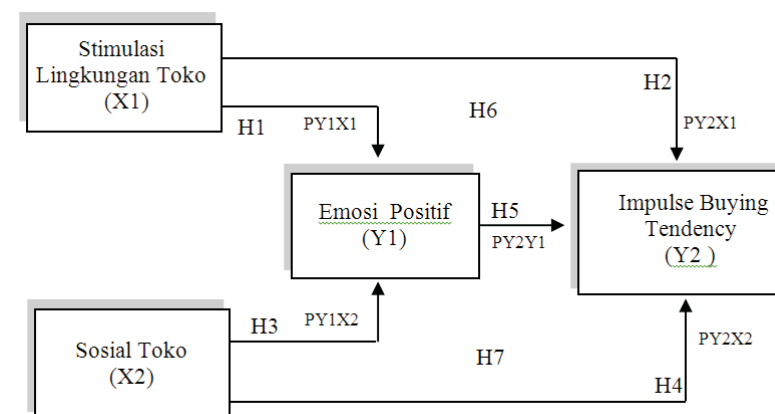 Stimulasi
Lingkungan Toko
(X1)
H2
H1
PY1X1
H6
PY2X1
Emosi Positif
(Y1)
H5
PY2Y1
Impulse Buying
Tendency
(Y2 )
H3
PY1X2
Sosial Toko
(X2)
H7
PY2X2
H4